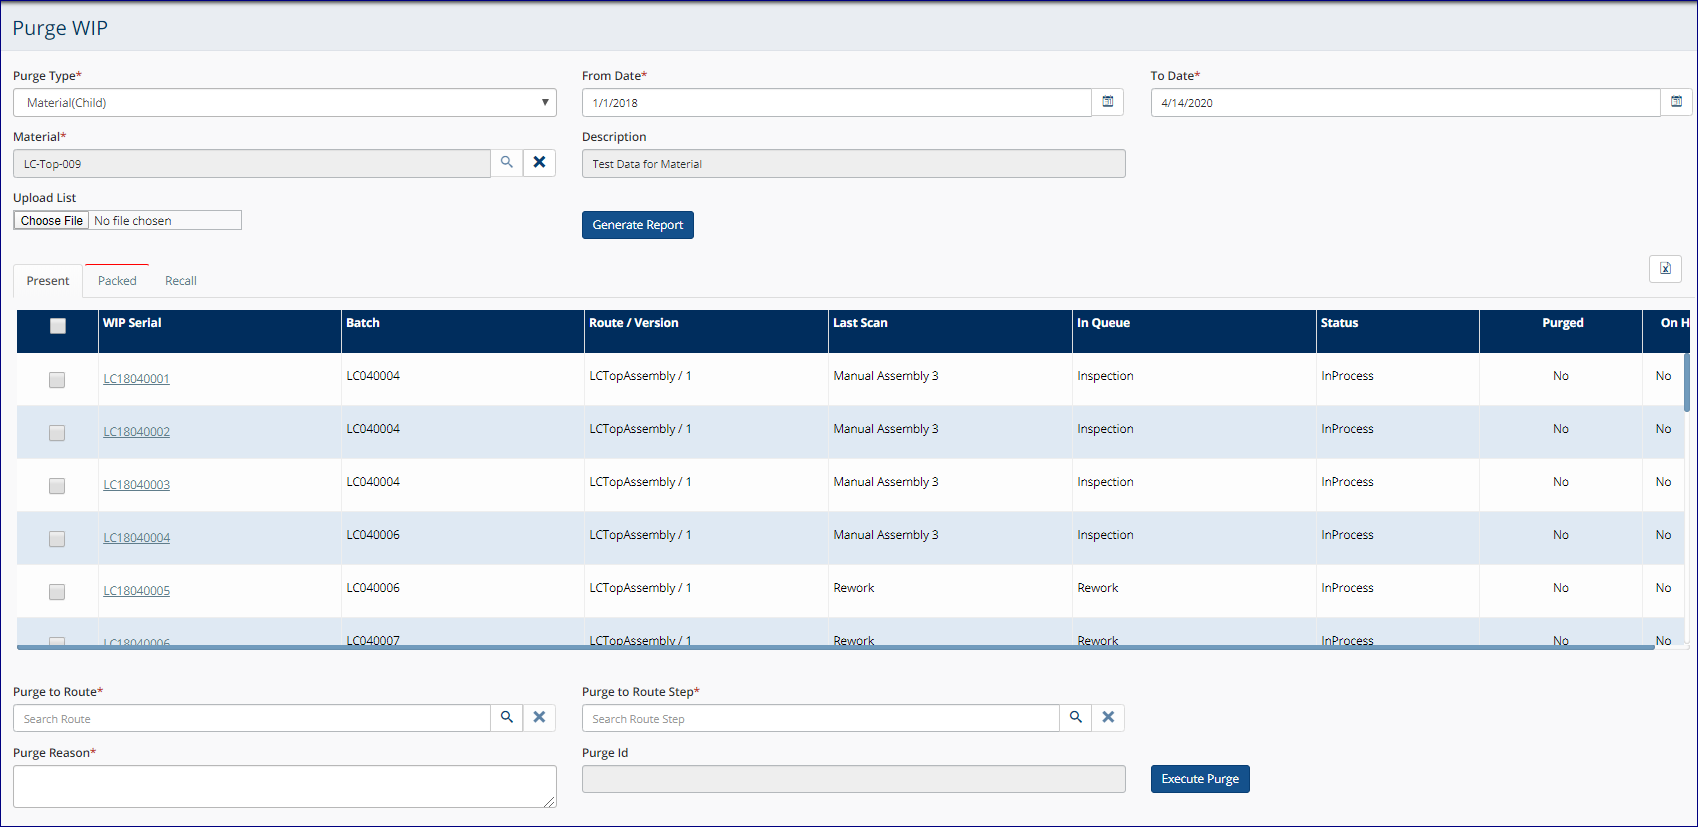 Purge WIP
Purge Type* From Date* To Date*
Material(Child) 1/1/2018 4/14/2020
Material* Description
LC-Top-009 Test Data for Material
Upload List
Choose File No file chosen Generate Report
Present Packed Recall
WIP Serial Batch Route / Version Last Scan In Queue Status Purged On H
LC18040001 LC040004 LCTopAssembly / 1 Manual Assembly 3 Inspection InProcess No No
LC18040002 LC040004 LCTopAssembly / 1 Manual Assembly 3 Inspection InProcess No No
LC18040003 LC040004 LCTopAssembly / 1 Manual Assembly 3 Inspection InProcess No No
LC18040004 LC040006 LCTopAssembly / 1 Manual Assembly 3 Inspection InProcess No No
LC18040005 LC040006 LCTopAssembly / 1 Rework Rework InProcess No No
LC18040006 LC040007 LCTopAssembly / 1 Rework Rework InProcess No No
Purge to Route* Purge to Route Step*
Search Route Search Route Step
Purge Reason* Purge Id
Execute Purge